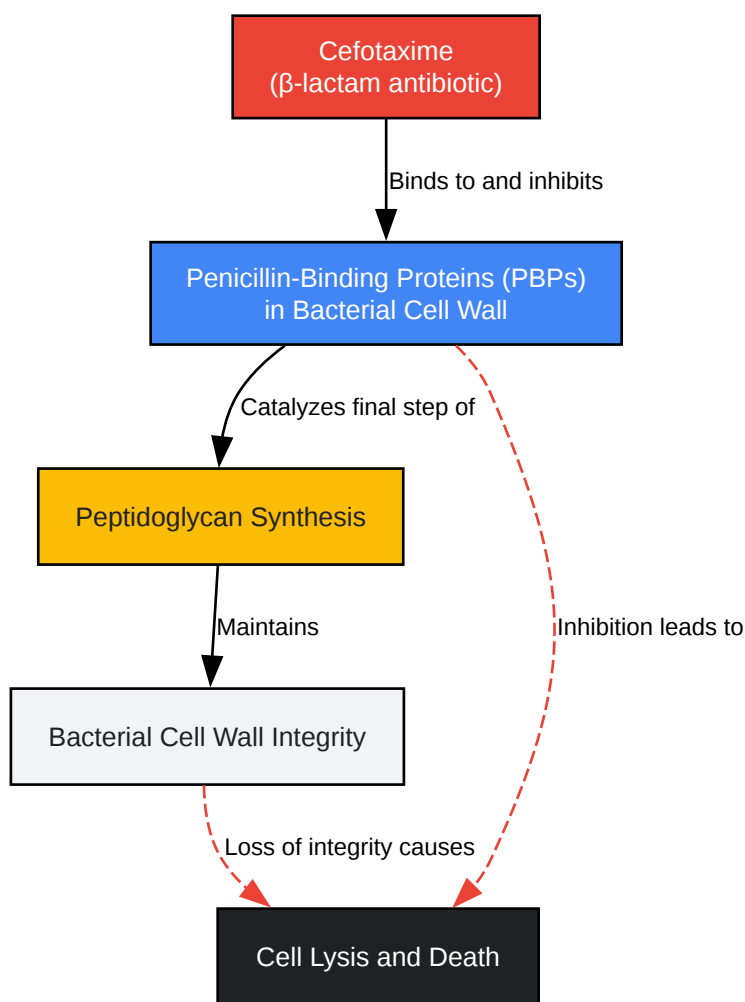 Cefotaxime
(β-lactam antibiotic)
Binds to and inhibits
Penicillin-Binding Proteins (PBPs)
in Bacterial Cell Wall
Catalyzes final step of
Peptidoglycan Synthesis
Maintains
Inhibition leads to
Bacterial Cell Wall Integrity
Loss of integrity causes
Cell Lysis and Death